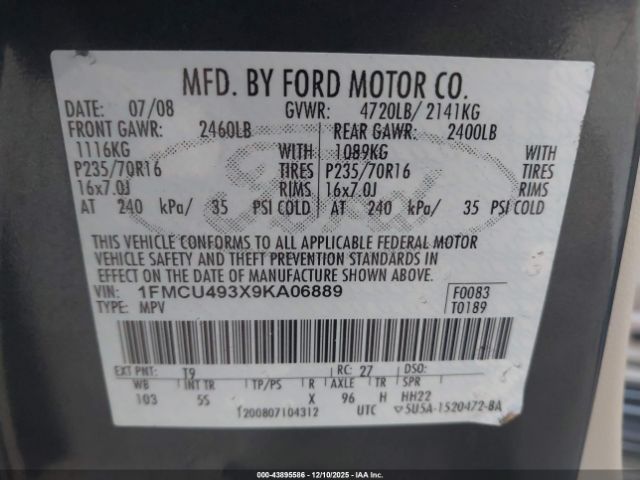 MFD. BY FORD MOTOR CO.
DATE: 07/08 GVWR: 4720LB/ 2141KG
FRONT GAWR: 2460LB REAR GAWR: 2400LB
1116KG WITH 1089KG WITH
P235/70R16 TIRES P235/70R16 TIRES
16x7.0J RIMS 16x7.0J RIMS
AT 240 kPa/ 35 PSI COLD AT 240 kPa/ 35 PSI COLD
THIS VEHICLE CONFORMS TO ALL APPLICABLE FEDERAL MOTOR
VEHICLE SAFETY AND THEFT PREVENTION STANDARDS IN
EFFECT ON THE DATE OF MANUFACTURE SHOWN ABOVE.
VIN: 1FMCU493X9KA06889 F0083
TYPE: MPV T0189
EXT PNT: T9 RC: 27 DSO:
WB INT TR TP/PS R AXLE TR SPR
103 5S X 96 H HH22
1200807104312 UTC 5U5A-1520472-BA
Ford
000-43895586 - 12/10/2025 - IAAI.COM